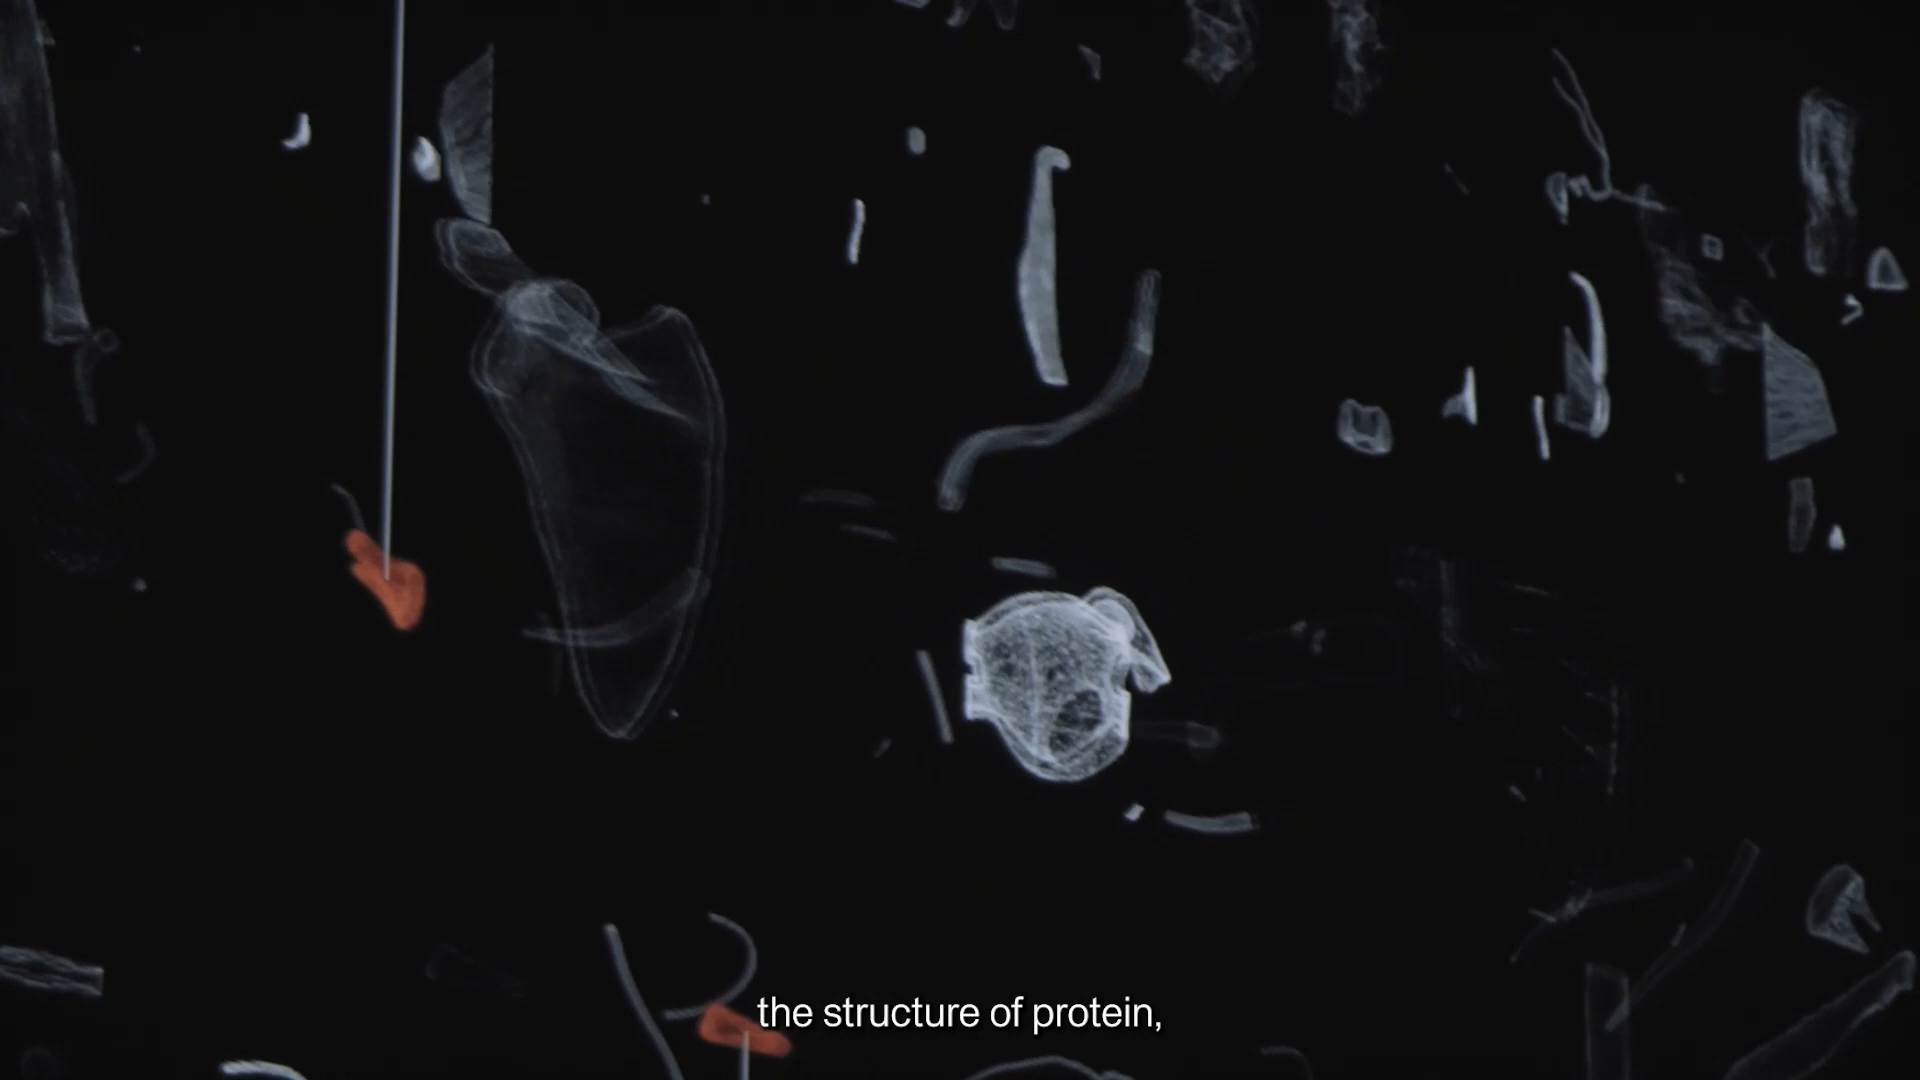 the structure of protein,